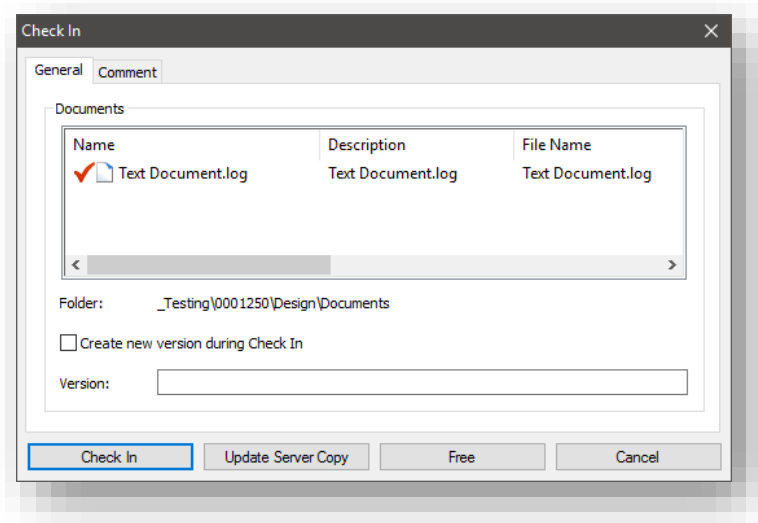 Check In
General Comment
Documents
Name Description File Name
Text Document.log Text Document.log Text Document.log
Folder: _Testing\0001250\Design\Documents
Create new version during Check In
Version:
Check In Update Server Copy Free Cancel